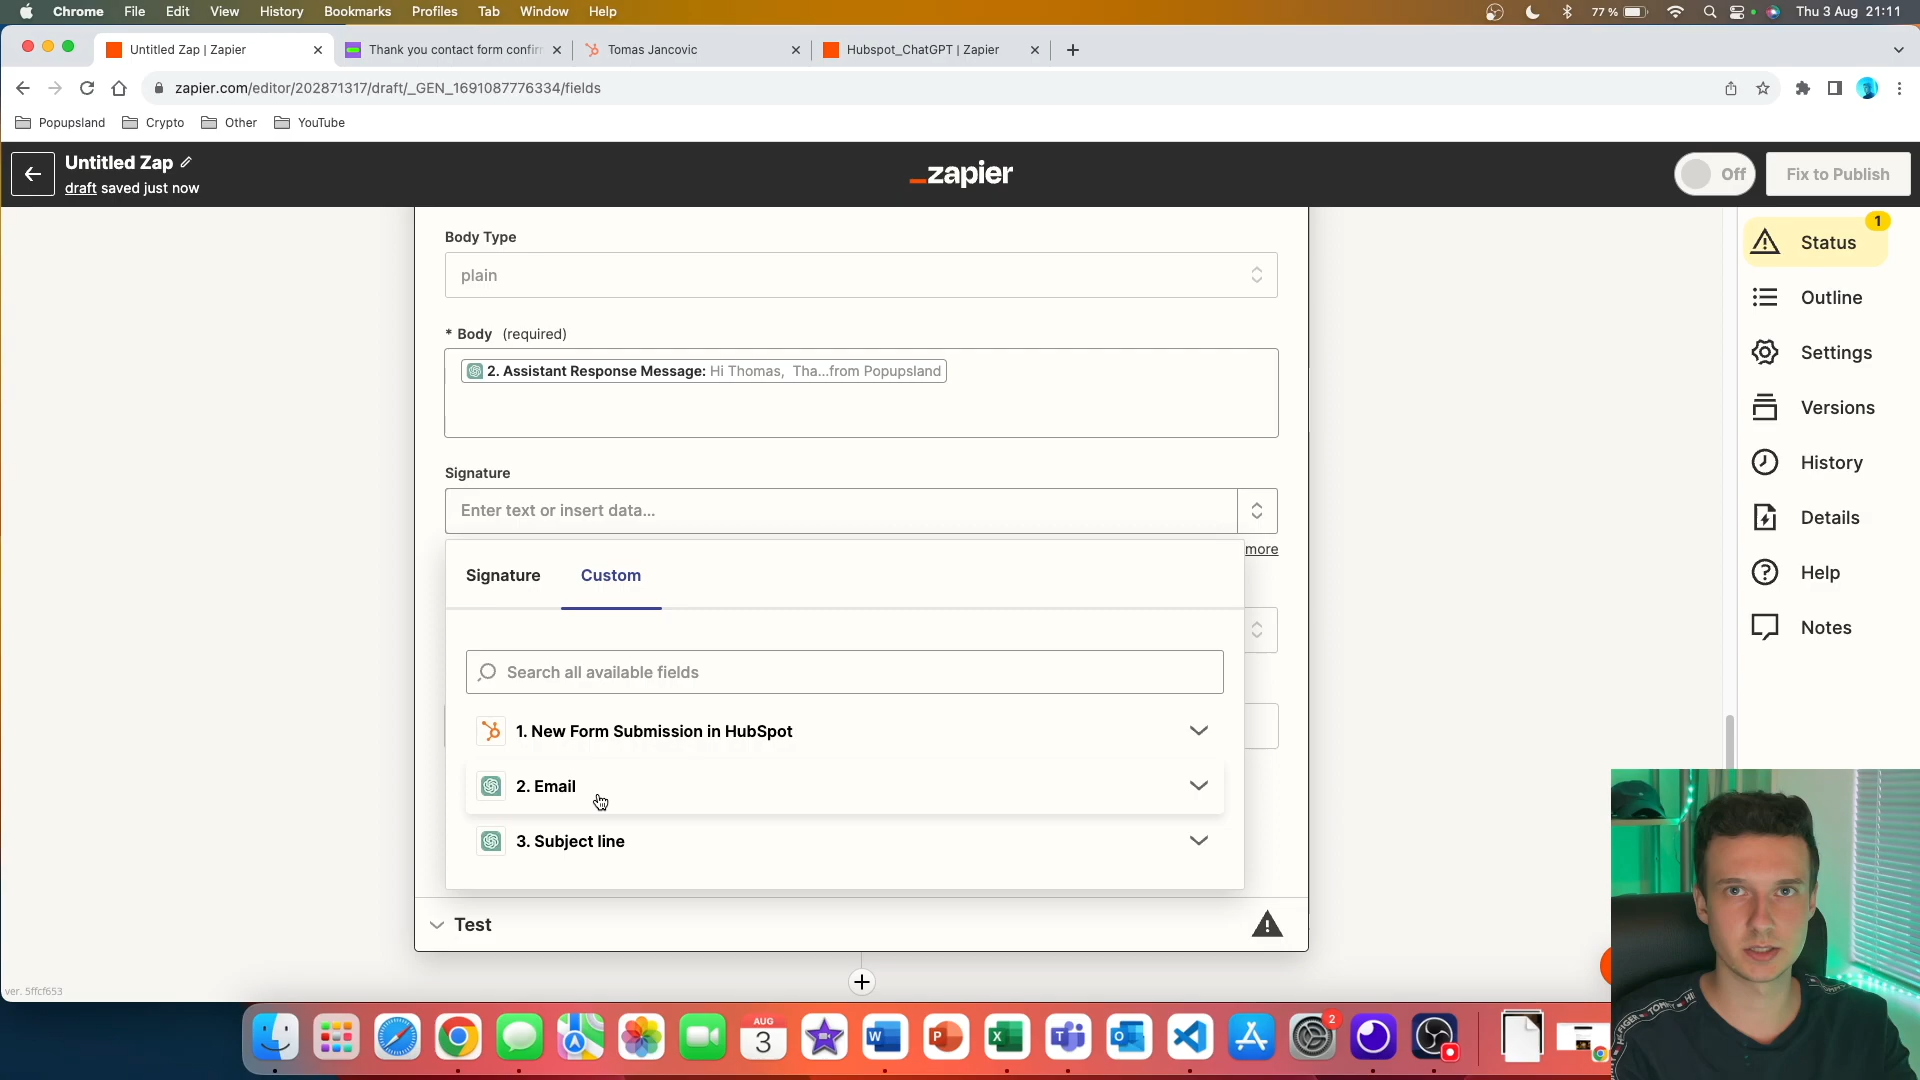 Chrome File Edit View History Bookmarks Profiles Tab Window Help 77 % Thu 3 Aug 21:11
Untitled Zap | Zapier Thank you contact form confir Tomas Jancovic Hubspot_ChatGPT | Zapier
zapier.com/editor/202871317/draft/_GEN_1691087776334/fields
Popupsland Crypto Other YouTube
Untitled Zap
draft saved just now
_zapier
Off
Fix to Publish
1
Status
Outline
Settings
Versions
History
Details
Help
Notes
Body Type
plain
* Body (required)
2. Assistant Response Message: Hi Thomas, Tha...from Popupsland
Signature
Enter text or insert data...
more
Signature Custom
Search all available fields
1. New Form Submission in HubSpot
2. Email
3. Subject line
Test
ver. 5ffcf653
AUG
3
2